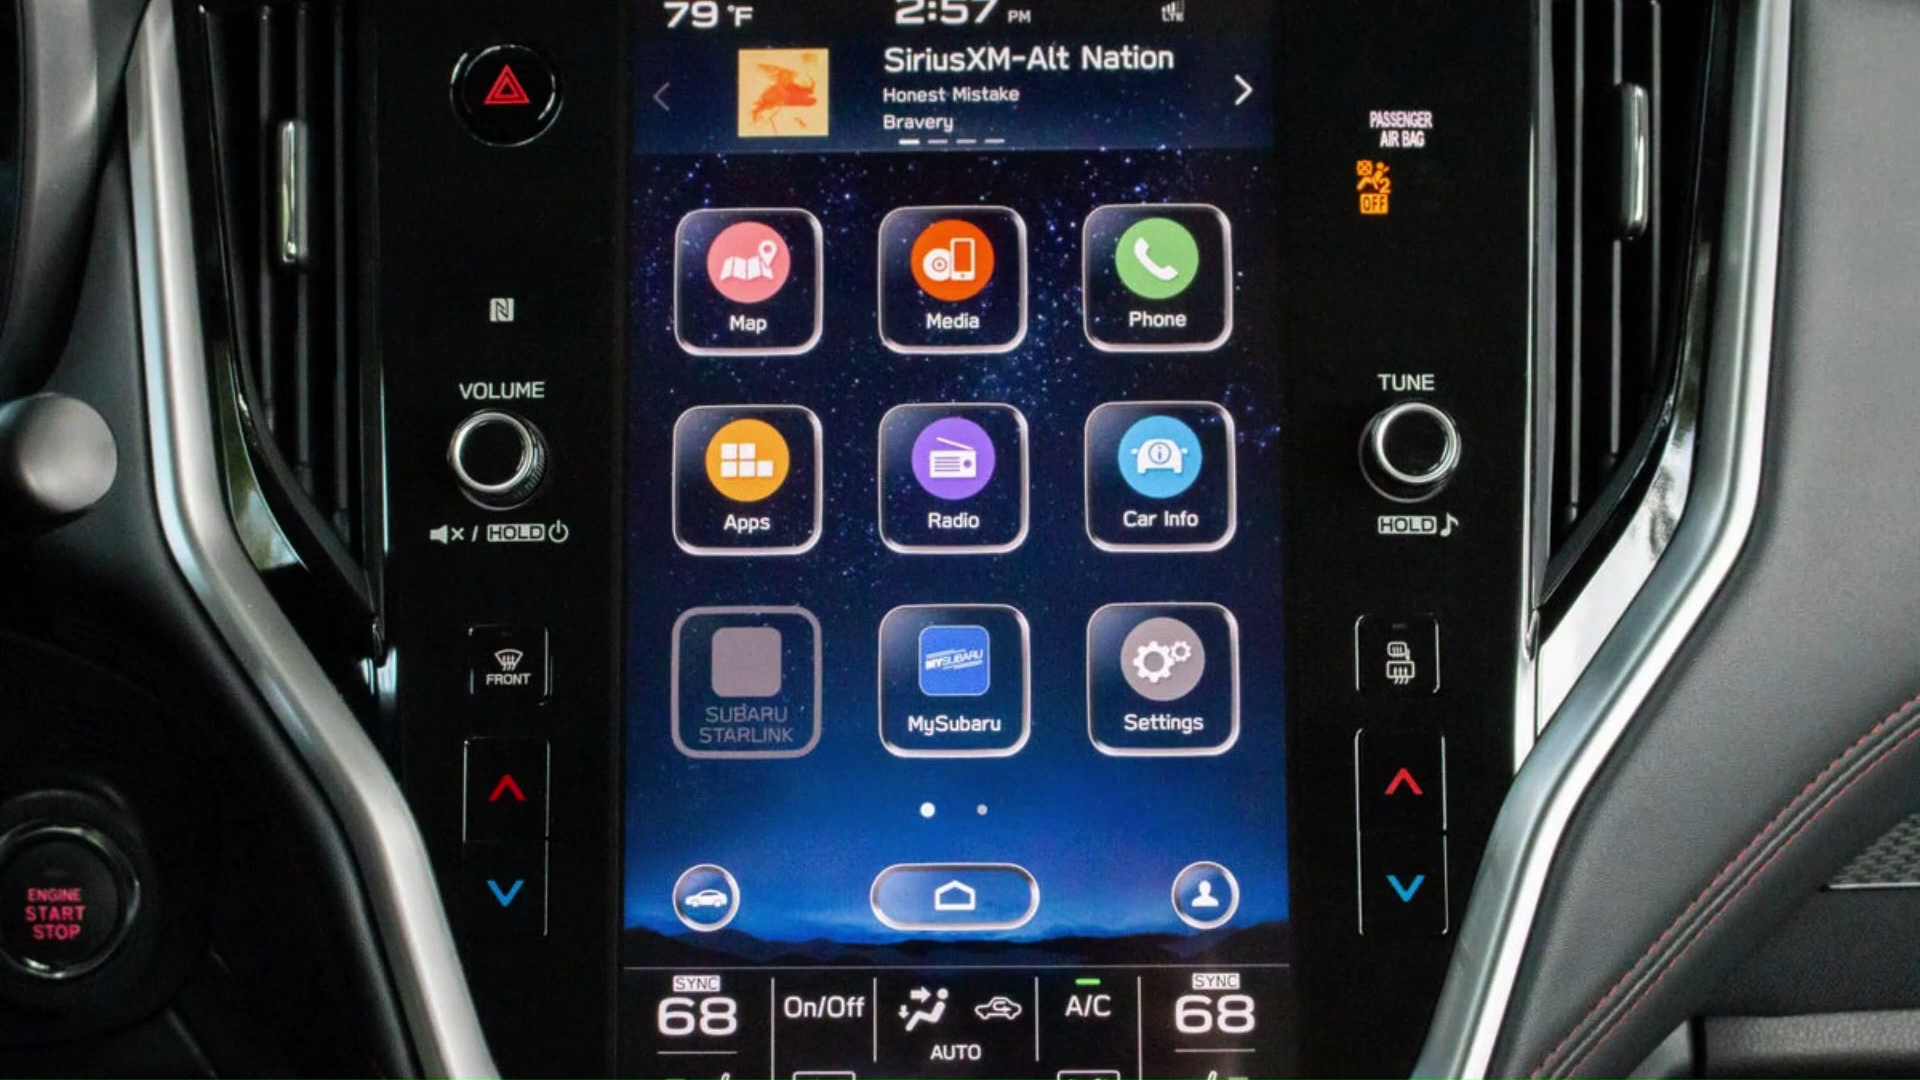 79 °F
2:57 PM
LTE
SiriusXM-Alt Nation
Honest Mistake
Bravery
PASSENGER
AIR BAG
2
OFF
Map
Media
Phone
VOLUME
TUNE
/ HOLD
HOLD
Apps
Radio
Car Info
FRONT
MYSUBARU
SUBARU
STARLINK
MySubaru
Settings
ENGINE
START
STOP
SYNC
68
On/Off
AUTO
A/C
SYNC
68